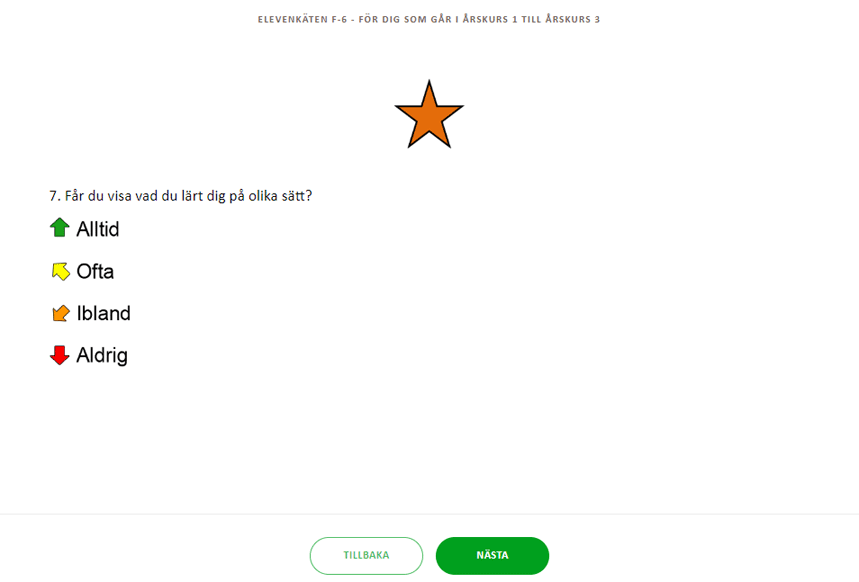 ELEVENKÄTEN F-6 - FÖR DIG SOM GÅR I ÅRSKURS 1 TILL ÅRSKURS 3
7. Får du visa vad du lärt dig på olika sätt?
Alltid
Ofta
Ibland
Aldrig
TILLBAKA
NÄSTA